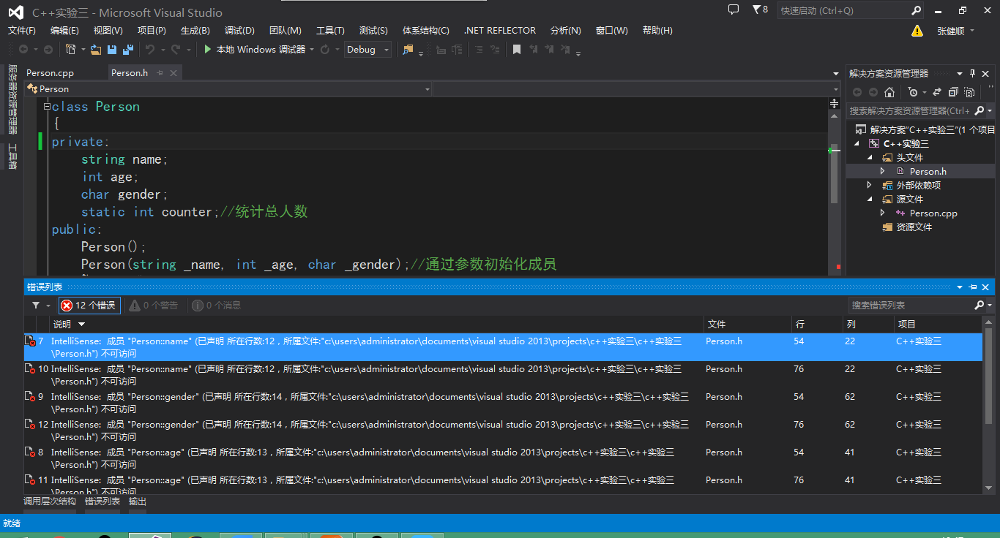 C++实验三 - Microsoft Visual Studio
8
快速启动 (Ctrl+Q)
文件(F) 编辑(E) 视图(V) 项目(P) 生成(B) 调试(D) 团队(M) 工具(T) 测试(S) 体系结构(C) .NET REFLECTOR 分析(N) 窗口(W) 帮助(H) 张健顺
本地 Windows 调试器 Debug
服务器资源管理器
工具箱
Person.cpp Person.h
Person
class Person
{
private:
string name;
int age;
char gender;
static int counter;//统计总人数
public:
Person();
Person(string _name, int _age, char _gender);//通过参数初始化成员
解决方案资源管理器
搜索解决方案资源管理器(Ctrl+
解决方案"C++实验三"(1 个项目
C++实验三
头文件
Person.h
外部依赖项
源文件
Person.cpp
资源文件
错误列表
12 个错误 0 个警告 0 个消息
搜索错误列表
说明 文件 行 列 项目
7 IntelliSense: 成员 "Person::name" (已声明 所在行数:12，所属文件:"c:\users\administrator\documents\visual studio 2013\projects\c++实验三\c++实验三 Person.h 54 22 C++实验三
\Person.h") 不可访问
10 IntelliSense: 成员 "Person::name" (已声明 所在行数:12，所属文件:"c:\users\administrator\documents\visual studio 2013\projects\c++实验三\c++实验三 Person.h 76 22 C++实验三
\Person.h") 不可访问
9 IntelliSense: 成员 "Person::gender" (已声明 所在行数:14，所属文件:"c:\users\administrator\documents\visual studio 2013\projects\c++实验三\c++实验三 Person.h 54 62 C++实验三
\Person.h") 不可访问
12 IntelliSense: 成员 "Person::gender" (已声明 所在行数:14，所属文件:"c:\users\administrator\documents\visual studio 2013\projects\c++实验三\c++实验三 Person.h 76 62 C++实验三
\Person.h") 不可访问
8 IntelliSense: 成员 "Person::age" (已声明 所在行数:13，所属文件:"c:\users\administrator\documents\visual studio 2013\projects\c++实验三\c++实验三 Person.h 54 41 C++实验三
\Person.h") 不可访问
11 IntelliSense: 成员 "Person::age" (已声明 所在行数:13，所属文件:"c:\users\administrator\documents\visual studio 2013\projects\c++实验三\c++实验三 Person.h 76 41 C++实验三
\Person.h") 不可访问
调用层次结构 错误列表 输出
就绪